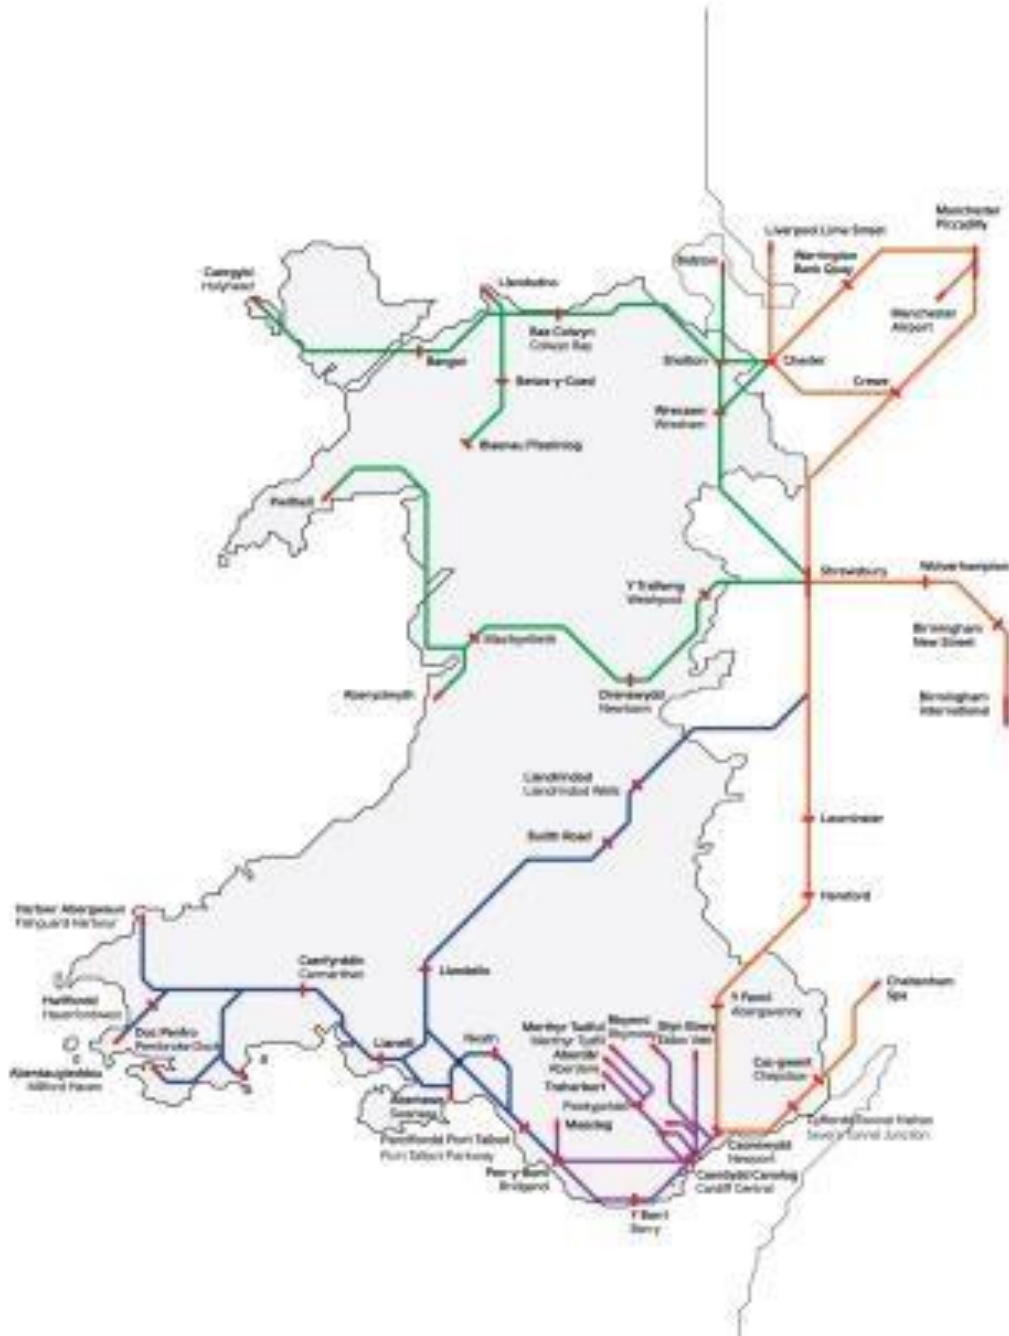 Manchester
Piccadilly
Liverpool Lime Street
Warrington
Bank Quay
Bidston
Caergybi
Holyhead
Llandudno
Manchester
Airport
Bae Colwyn
Colwyn Bay
Bangor
Shotton
Chester
Betws-y-Coed
Crewe
Wrecsam
Wrexham
Blaenau Ffestiniog
Pwllheli
Shrewsbury
Wolverhampton
Y Trallwng
Welshpool
Birmingham
New Street
Machynlleth
Aberystwyth
Drenewydd
Newtown
Birmingham
International
Llandrindod
Llandrindod Wells
Builth Road
Leominster
Hereford
Harbwr Abergwaun
Fishguard Harbour
Caerfyrddin
Carmarthen
Llandeilo
Cheltenham
Spa
Hwlffordd
Haverfordwest
Y Fenni
Abergavenny
Doc Penfro
Pembroke Dock
Merthyr Tudful
Merthyr Tydfil
Rhymni
Rhymney
Glyn Ebwy
Ebbw Vale
Llanelli
Neath
Aberdâr
Aberdare
Cas-gwent
Chepstow
Aberdaugleddau
Milford Haven
Treherbert
Pontypridd
Abertawe
Swansea
Maesteg
Severn Tunnel Junction
Port Talbot Parkway
Casnewydd
Newport
Pen-y-Bont
Bridgend
Caerdydd Canolog
Cardiff Central
Y Barri
Barry